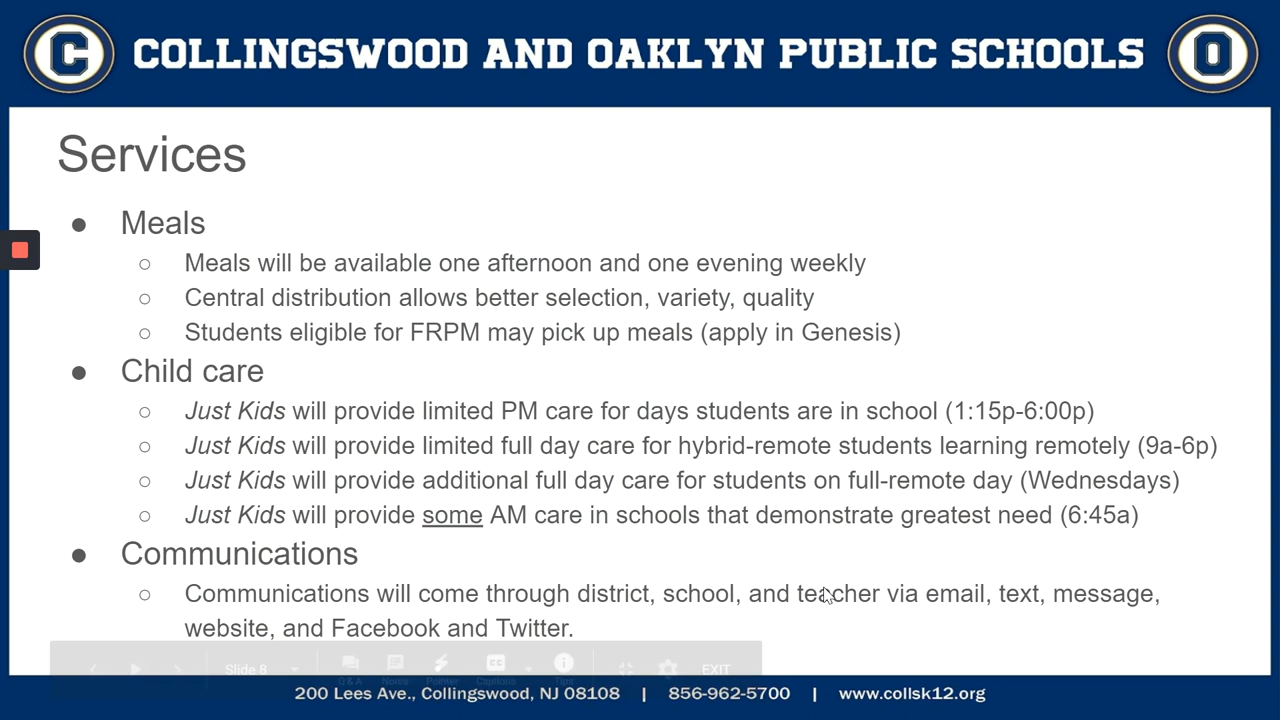 C COLLINGSWOOD AND OAKLYN PUBLIC SCHOOLS O
Services
● Meals
○ Meals will be available one afternoon and one evening weekly
○ Central distribution allows better selection, variety, quality
○ Students eligible for FRPM may pick up meals (apply in Genesis)
● Child care
○ Just Kids will provide limited PM care for days students are in school (1:15p-6:00p)
○ Just Kids will provide limited full day care for hybrid-remote students learning remotely (9a-6p)
○ Just Kids will provide additional full day care for students on full-remote day (Wednesdays)
○ Just Kids will provide some AM care in schools that demonstrate greatest need (6:45a)
● Communications
○ Communications will come through district, school, and teacher via email, text, message,
website, and Facebook and Twitter.
Slide 8 Q & A Notes Pointer CC Captions Tips EXIT
200 Lees Ave., Collingswood, NJ 08108 | 856-962-5700 | www.collsk12.org